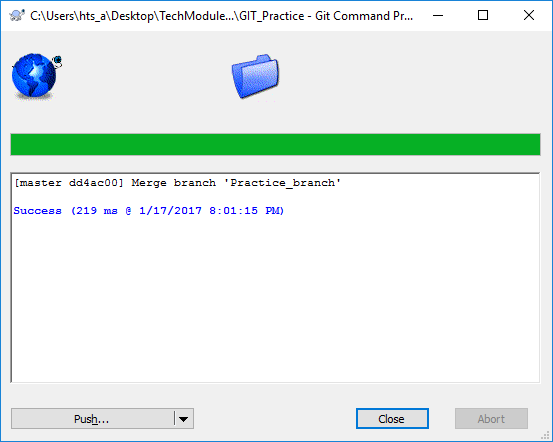 C:\Users\hts_a\Desktop\TechModule...\GIT_Practice - Git Command Pr...
[master dd4ac00] Merge branch 'Practice_branch'
Success (219 ms @ 1/17/2017 8:01:15 PM)
Push...
Close
Abort